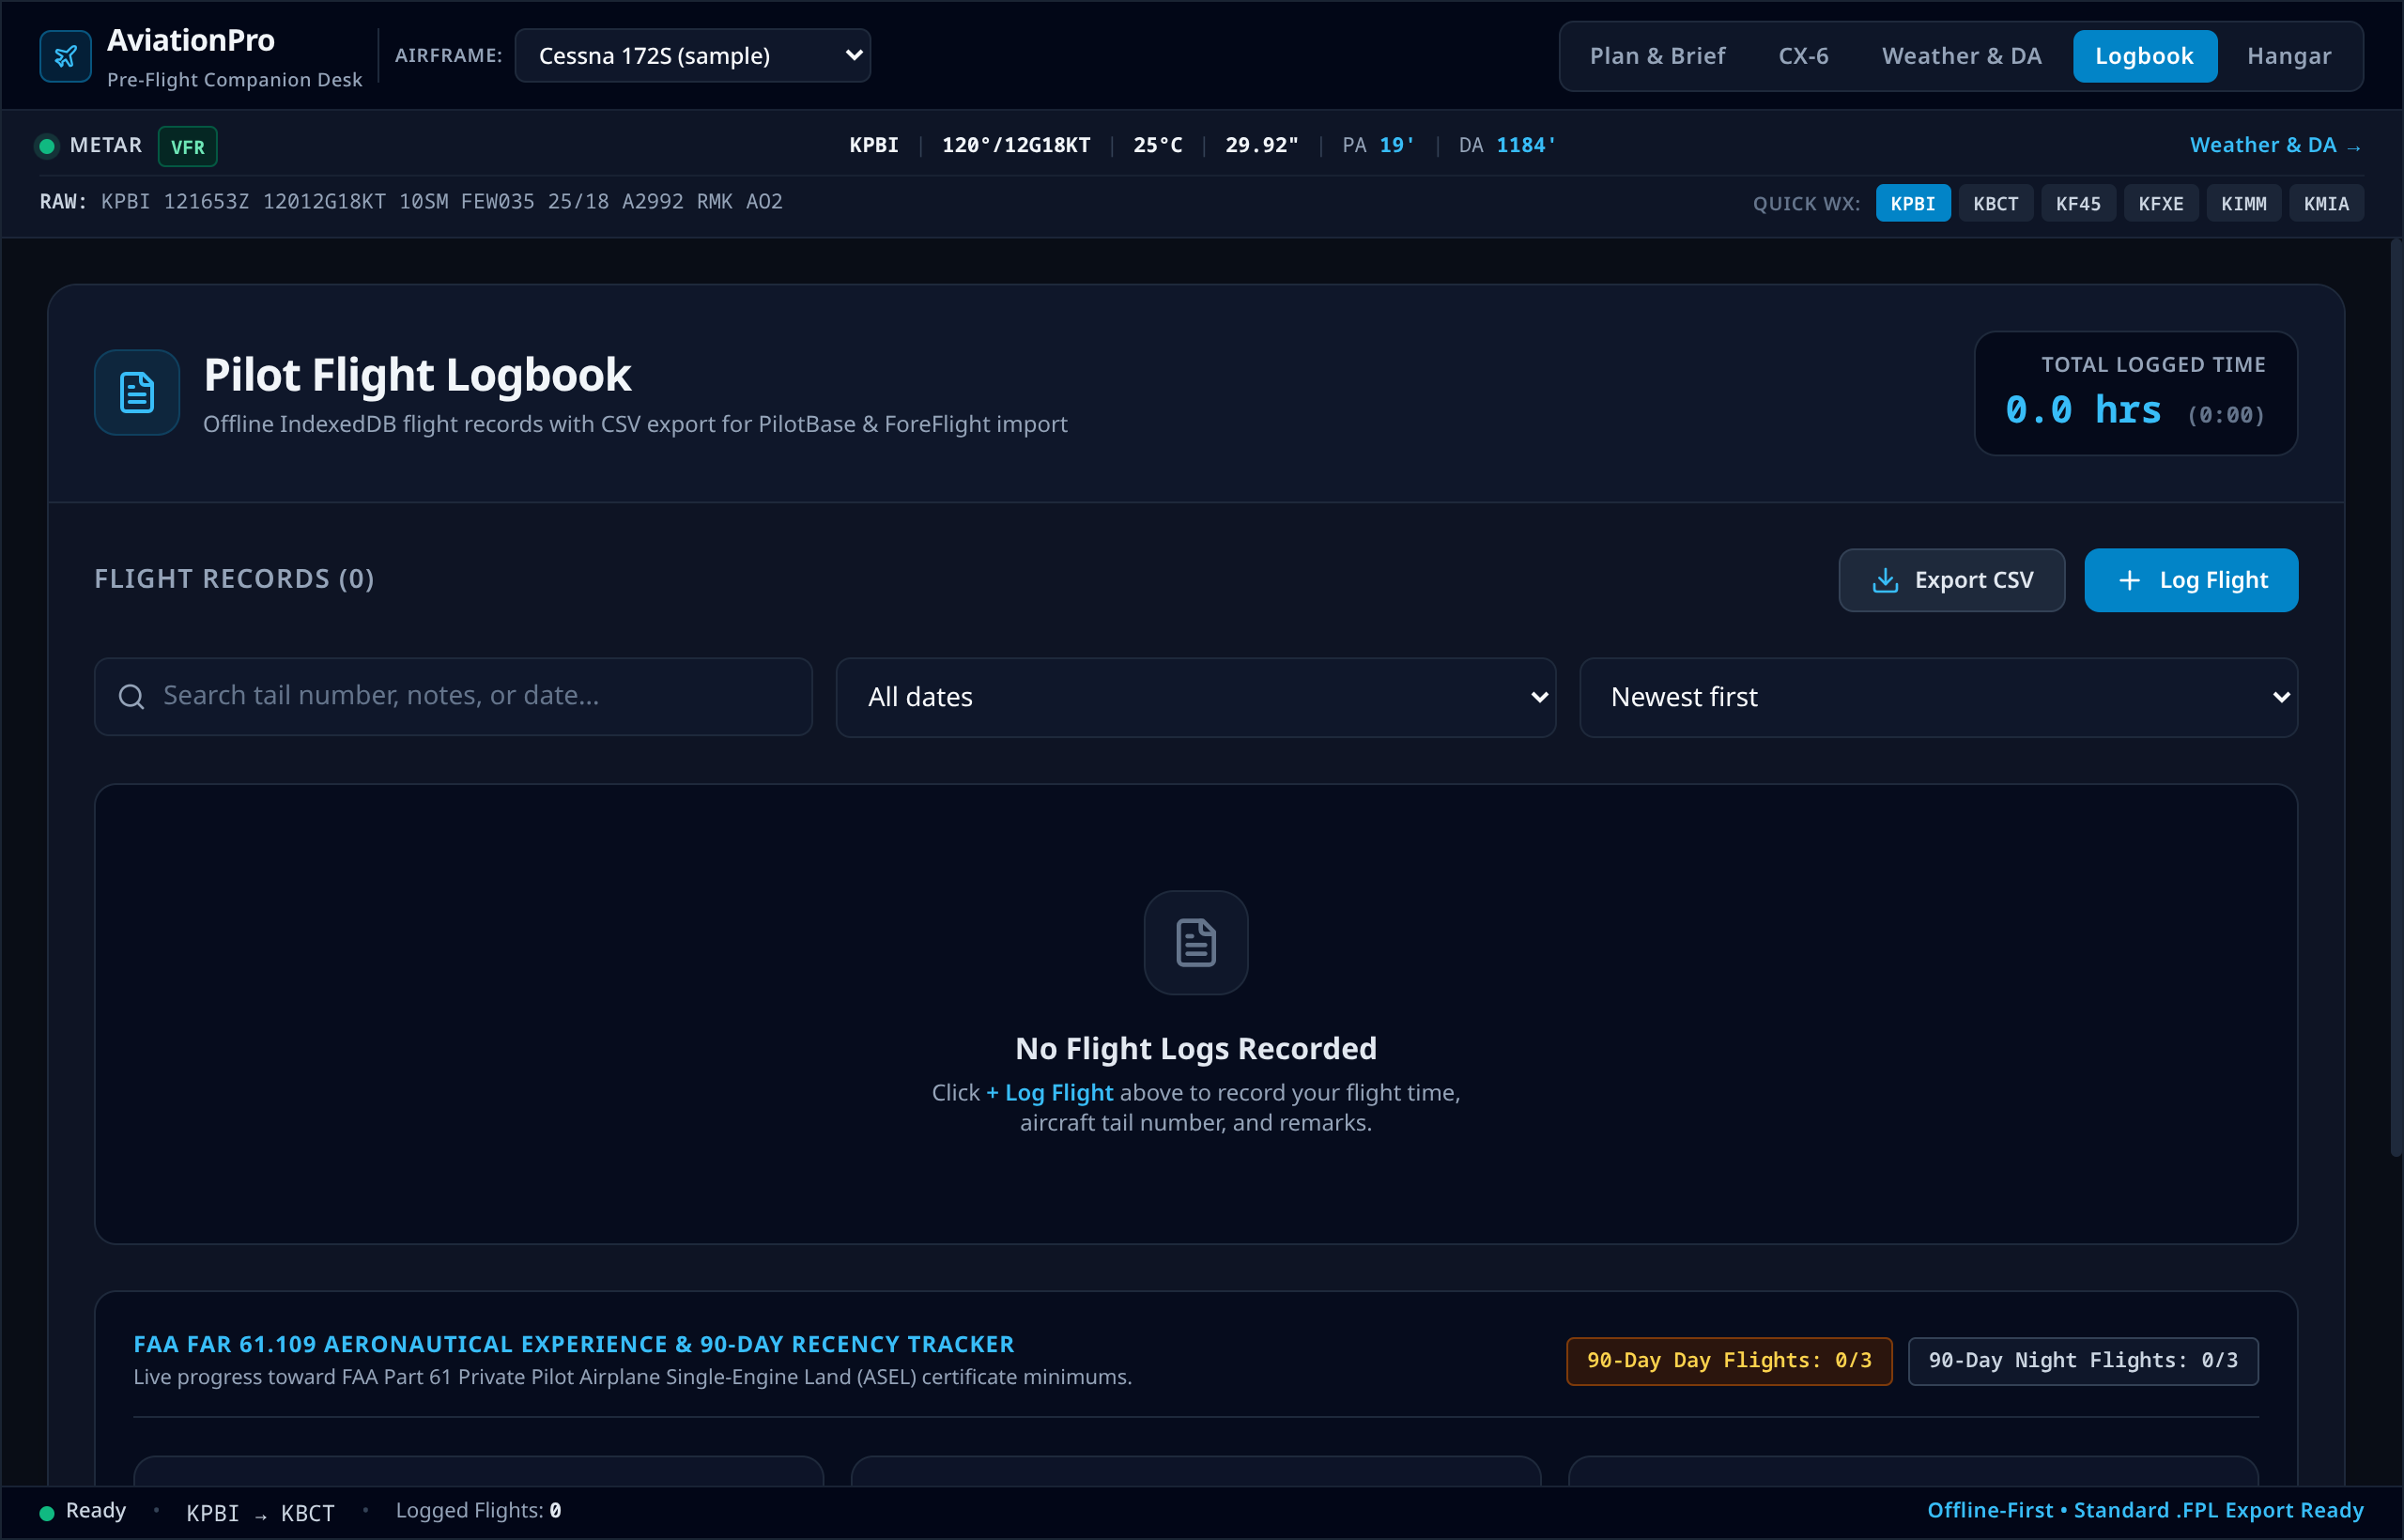 AviationPro
Pre-Flight Companion Desk
AIRFRAME:
Cessna 172S (sample)
Plan & Brief
CX-6
Weather & DA
Logbook
Hangar
METAR
VFR
KPBI | 120°/12G18KT | 25°C | 29.92" | PA 19' | DA 1184'
Weather & DA →
RAW: KPBI 121653Z 12012G18KT 10SM FEW035 25/18 A2992 RMK AO2
QUICK WX:
KPBI
KBCT
KF45
KFXE
KIMM
KMIA
Pilot Flight Logbook
Offline IndexedDB flight records with CSV export for PilotBase & ForeFlight import
TOTAL LOGGED TIME
0.0 hrs (0:00)
FLIGHT RECORDS (0)
Export CSV
+ Log Flight
Search tail number, notes, or date...
All dates
Newest first
No Flight Logs Recorded
Click + Log Flight above to record your flight time,
aircraft tail number, and remarks.
FAA FAR 61.109 AERONAUTICAL EXPERIENCE & 90-DAY RECENCY TRACKER
Live progress toward FAA Part 61 Private Pilot Airplane Single-Engine Land (ASEL) certificate minimums.
90-Day Day Flights: 0/3
90-Day Night Flights: 0/3
Ready • KPBI → KBCT • Logged Flights: 0
Offline-First • Standard .FPL Export Ready